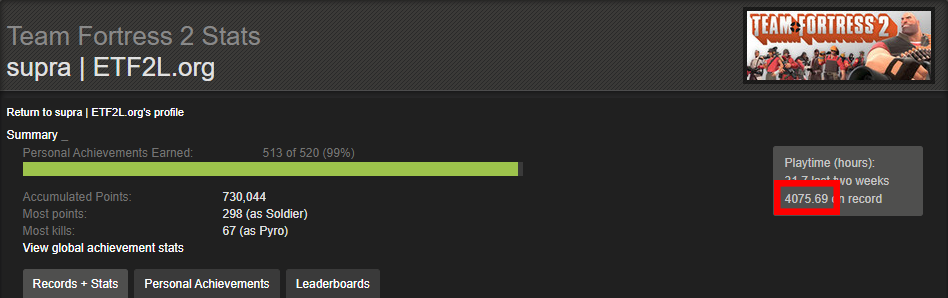 Team Fortress 2 Stats
supra | ETF2L.org
TEAM FORTRESS 2
Return to supra | ETF2L.org's profile
Summary _
Personal Achievements Earned: 513 of 520 (99%)
Playtime (hours):
last two weeks
4075.69 on record
Accumulated Points: 730,044
Most points: 298 (as Soldier)
Most kills: 67 (as Pyro)
View global achievement stats
Records + Stats Personal Achievements Leaderboards